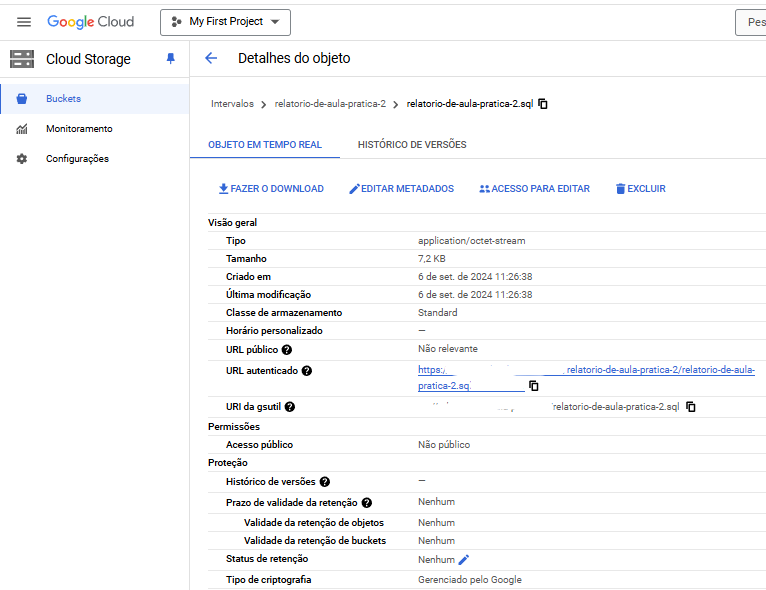 Google Cloud
My First Project
Pes
Cloud Storage
Detalhes do objeto
Buckets
Monitoramento
Configurações
Intervalos > relatorio-de-aula-pratica-2 > relatorio-de-aula-pratica-2.sql
OBJETO EM TEMPO REAL HISTÓRICO DE VERSÕES
FAZER O DOWNLOAD EDITAR METADADOS ACESSO PARA EDITAR EXCLUIR
Visão geral
Tipo application/octet-stream
Tamanho 7,2 KB
Criado em 6 de set. de 2024 11:26:38
Última modificação 6 de set. de 2024 11:26:38
Classe de armazenamento Standard
Horário personalizado —
URL público Não relevante
URL autenticado https:/ relatorio-de-aula-pratica-2/relatorio-de-aula-
pratica-2.sql
URI da gsutil /relatorio-de-aula-pratica-2.sql
Permissões
Acesso público Não público
Proteção
Histórico de versões —
Prazo de validade da retenção Nenhum
Validade da retenção de objetos Nenhum
Validade da retenção de buckets Nenhum
Status de retenção Nenhum
Tipo de criptografia Gerenciado pelo Google